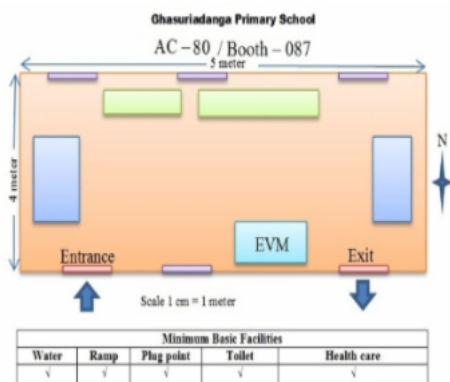 Ghasuriadanga Primary School
AC – 80 / Booth – 087
5 meter
4 meter
N
EVM
Entrance
Exit
Scale 1 cm = 1 meter
Minimum Basic Facilities
Water Ramp Plug point Toilet Health care
√ √ √ √ √